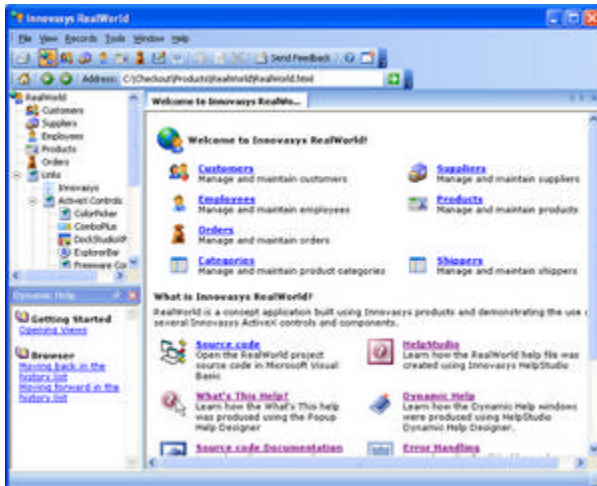 Innovasys RealWorld
File View Records Tools Window Help
Send Feedback
Address: C:\Checkout\Products\RealWorld\RealWorld.html
RealWorld
Customers
Suppliers
Employees
Products
Orders
Links
Innovasys
ActiveX Controls
ColorPicker
ComboPlus
DockStudioXP
ExplorerBar
Freeware Cor
Dynamic Help
Getting Started
Opening Views
Browser
Moving back in the
history list
Moving forward in the
history list
Welcome to Innovasys RealWo...
Welcome to Innovasys RealWorld!
Customers
Manage and maintain customers
Suppliers
Manage and maintain suppliers
Employees
Manage and maintain employees
Products
Manage and maintain products
Orders
Manage and maintain orders
Categories
Manage and maintain product categories
Shippers
Manage and maintain shippers
What is Innovasys RealWorld?
RealWorld is a concept application built using Innovasys products and demonstrating the use o
several Innovasys ActiveX controls and components.
Source code
Open the RealWorld project
source code in Microsoft Visual
Basic
HelpStudio
Learn how the RealWorld help file was
created using Innovasys HelpStudio
What's This Help?
Learn how the What's This help
was produced using the Popup
Help Designer
Dynamic Help
Learn how the Dynamic Help windows
were produced using HelpStudio
Dynamic Help Designer.
Source code Documentation
Error Handling